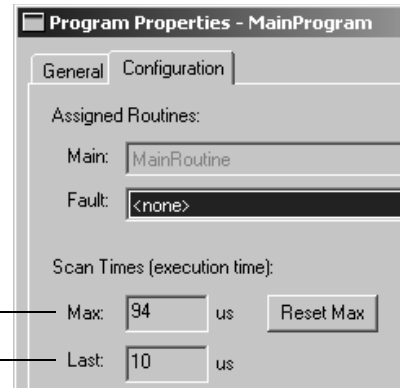 Program Properties - MainProgram
General Configuration
Assigned Routines:
Main: MainRoutine
Fault: <none>
Scan Times (execution time):
Max: 94 us Reset Max
Last: 10 us